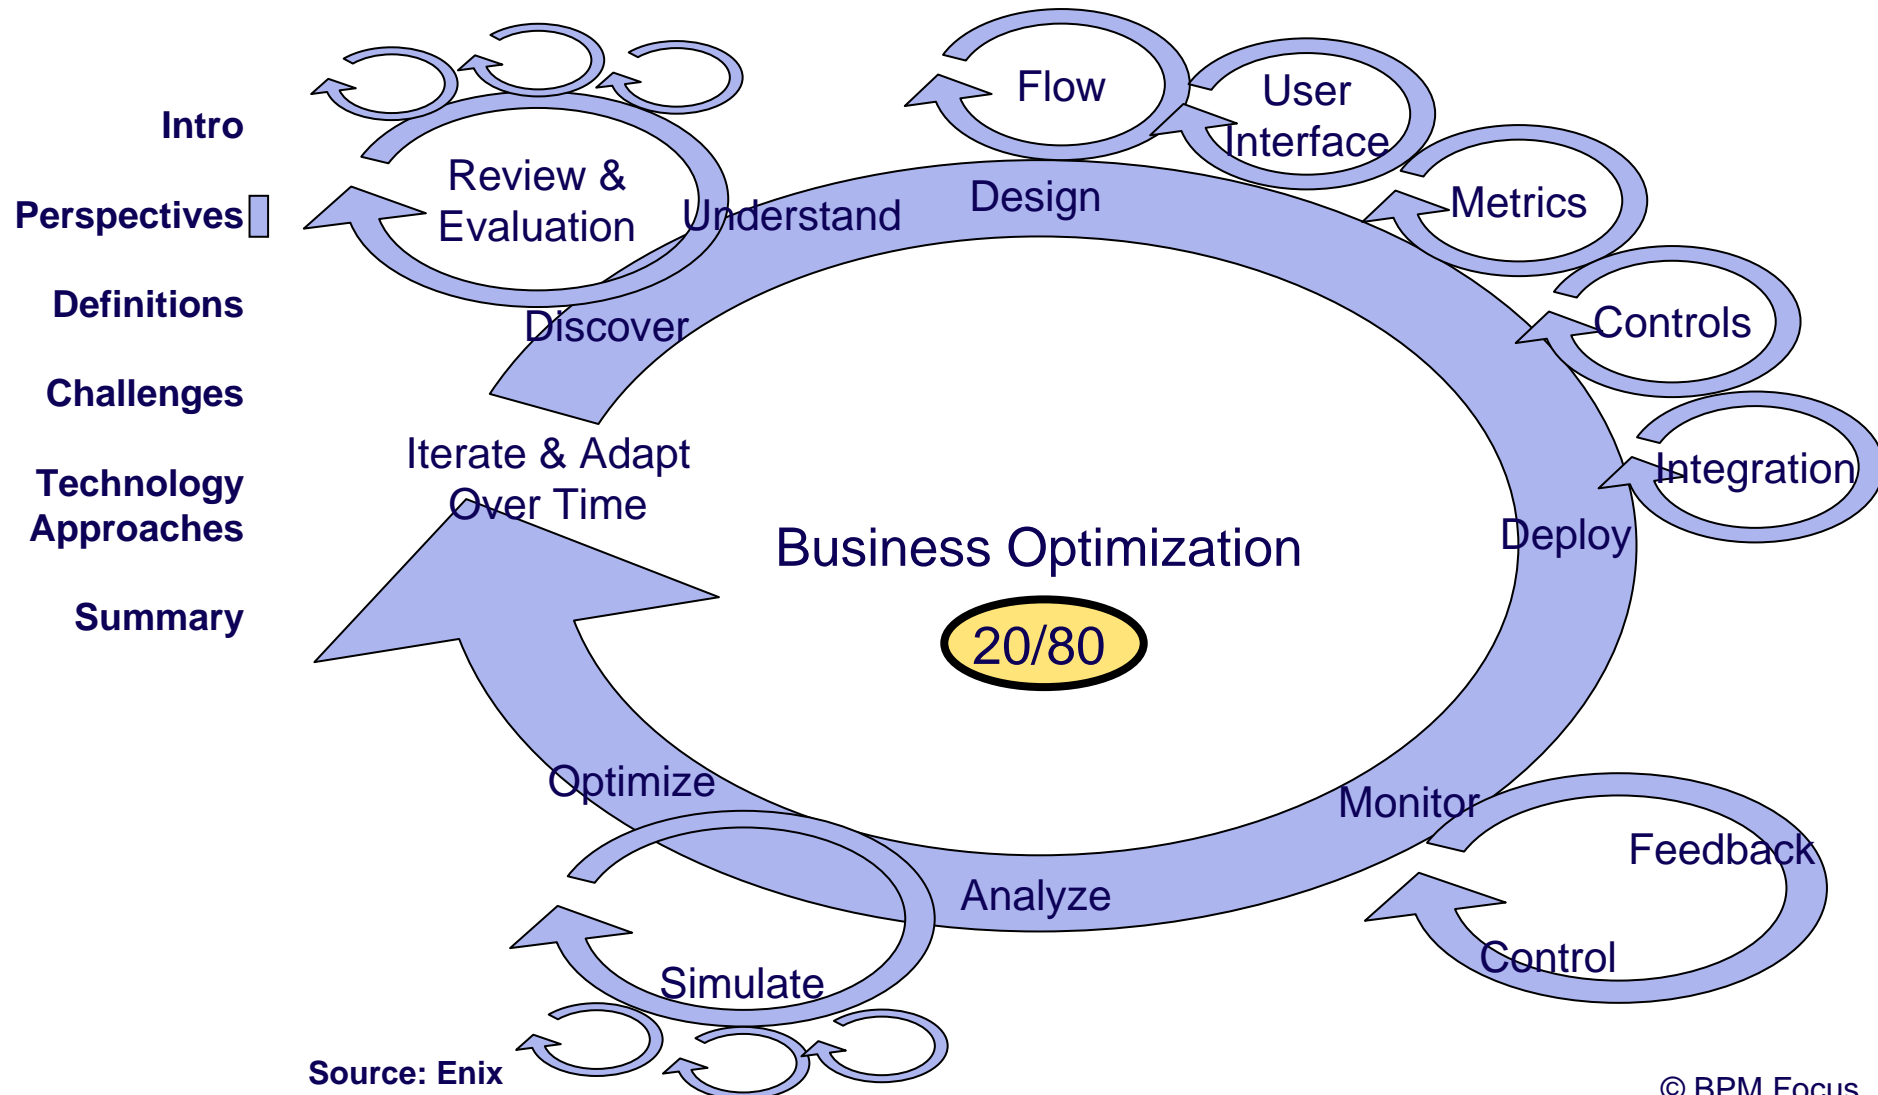 Intro
Perspectives
Definitions
Challenges
Technology
Approaches
Summary
Review &
Evaluation
Understand
Discover
Iterate & Adapt
Over Time
Design
Flow
User
Interface
Metrics
Controls
Integration
Deploy
Business Optimization
20/80
Monitor
Feedback
Control
Analyze
Optimize
Simulate
Source: Enix
© BPM Focus